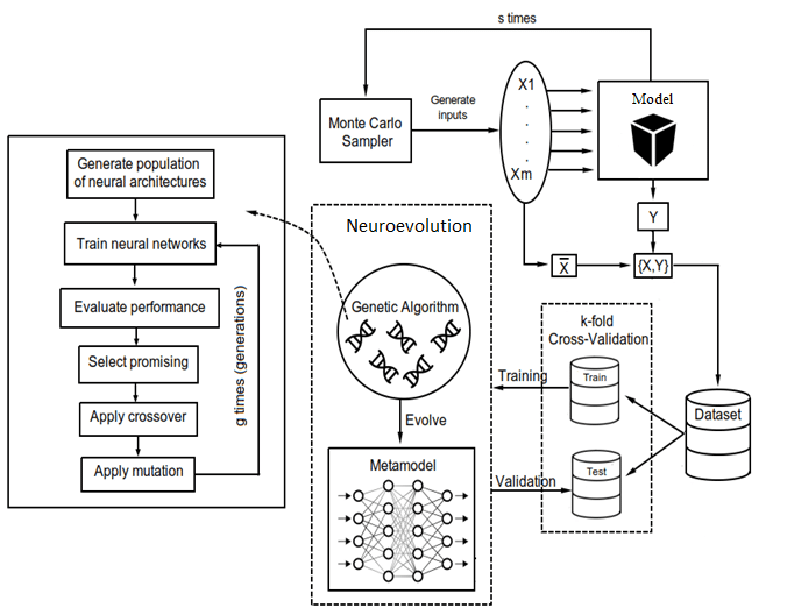 s times
Monte Carlo
Sampler
Generate
inputs
X1
.
.
.
.
Xm
Model
Y
X̅
{X,Y}
Generate population
of neural architectures
Train neural networks
Evaluate performance
Select promising
Apply crossover
Apply mutation
g times (generations)
Neuroevolution
Genetic Algorithm
Evolve
Metamodel
Training
Validation
k-fold
Cross-Validation
Train
Test
Dataset